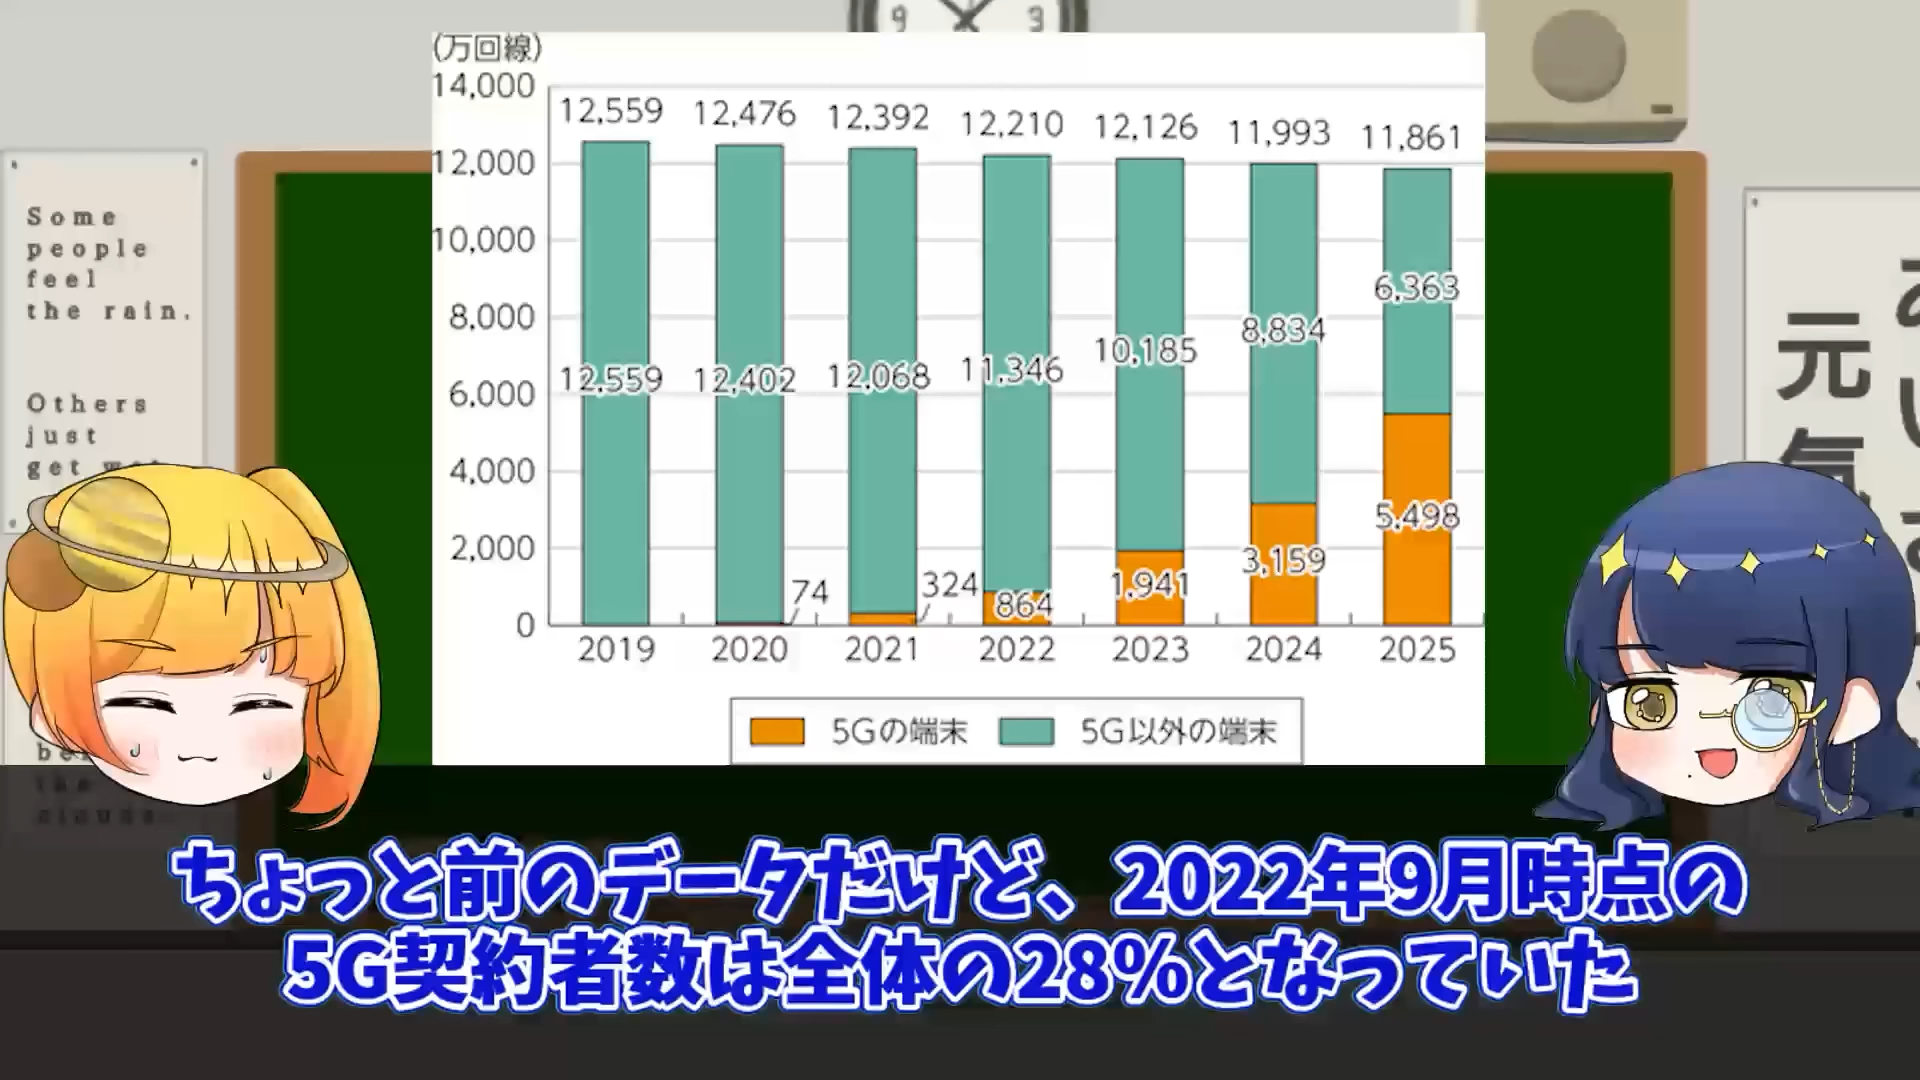 9 3
(万回線)
14,000
12,000
10,000
8,000
6,000
4,000
2,000
0
12,559 12,476 12,392 12,210 12,126 11,993 11,861
12,559 12,402 12,068 11,346 10,185 8,834 6,363
74 324 864 1,941 3,159 5,498
2019 2020 2021 2022 2023 2024 2025
5Gの端末 5G以外の端末
Some
people
feel
the rain.
Others
just
get
the
clouds.
元気
ちょっと前のデータだけど、2022年9月時点の
5G契約者数は全体の28%となっていた